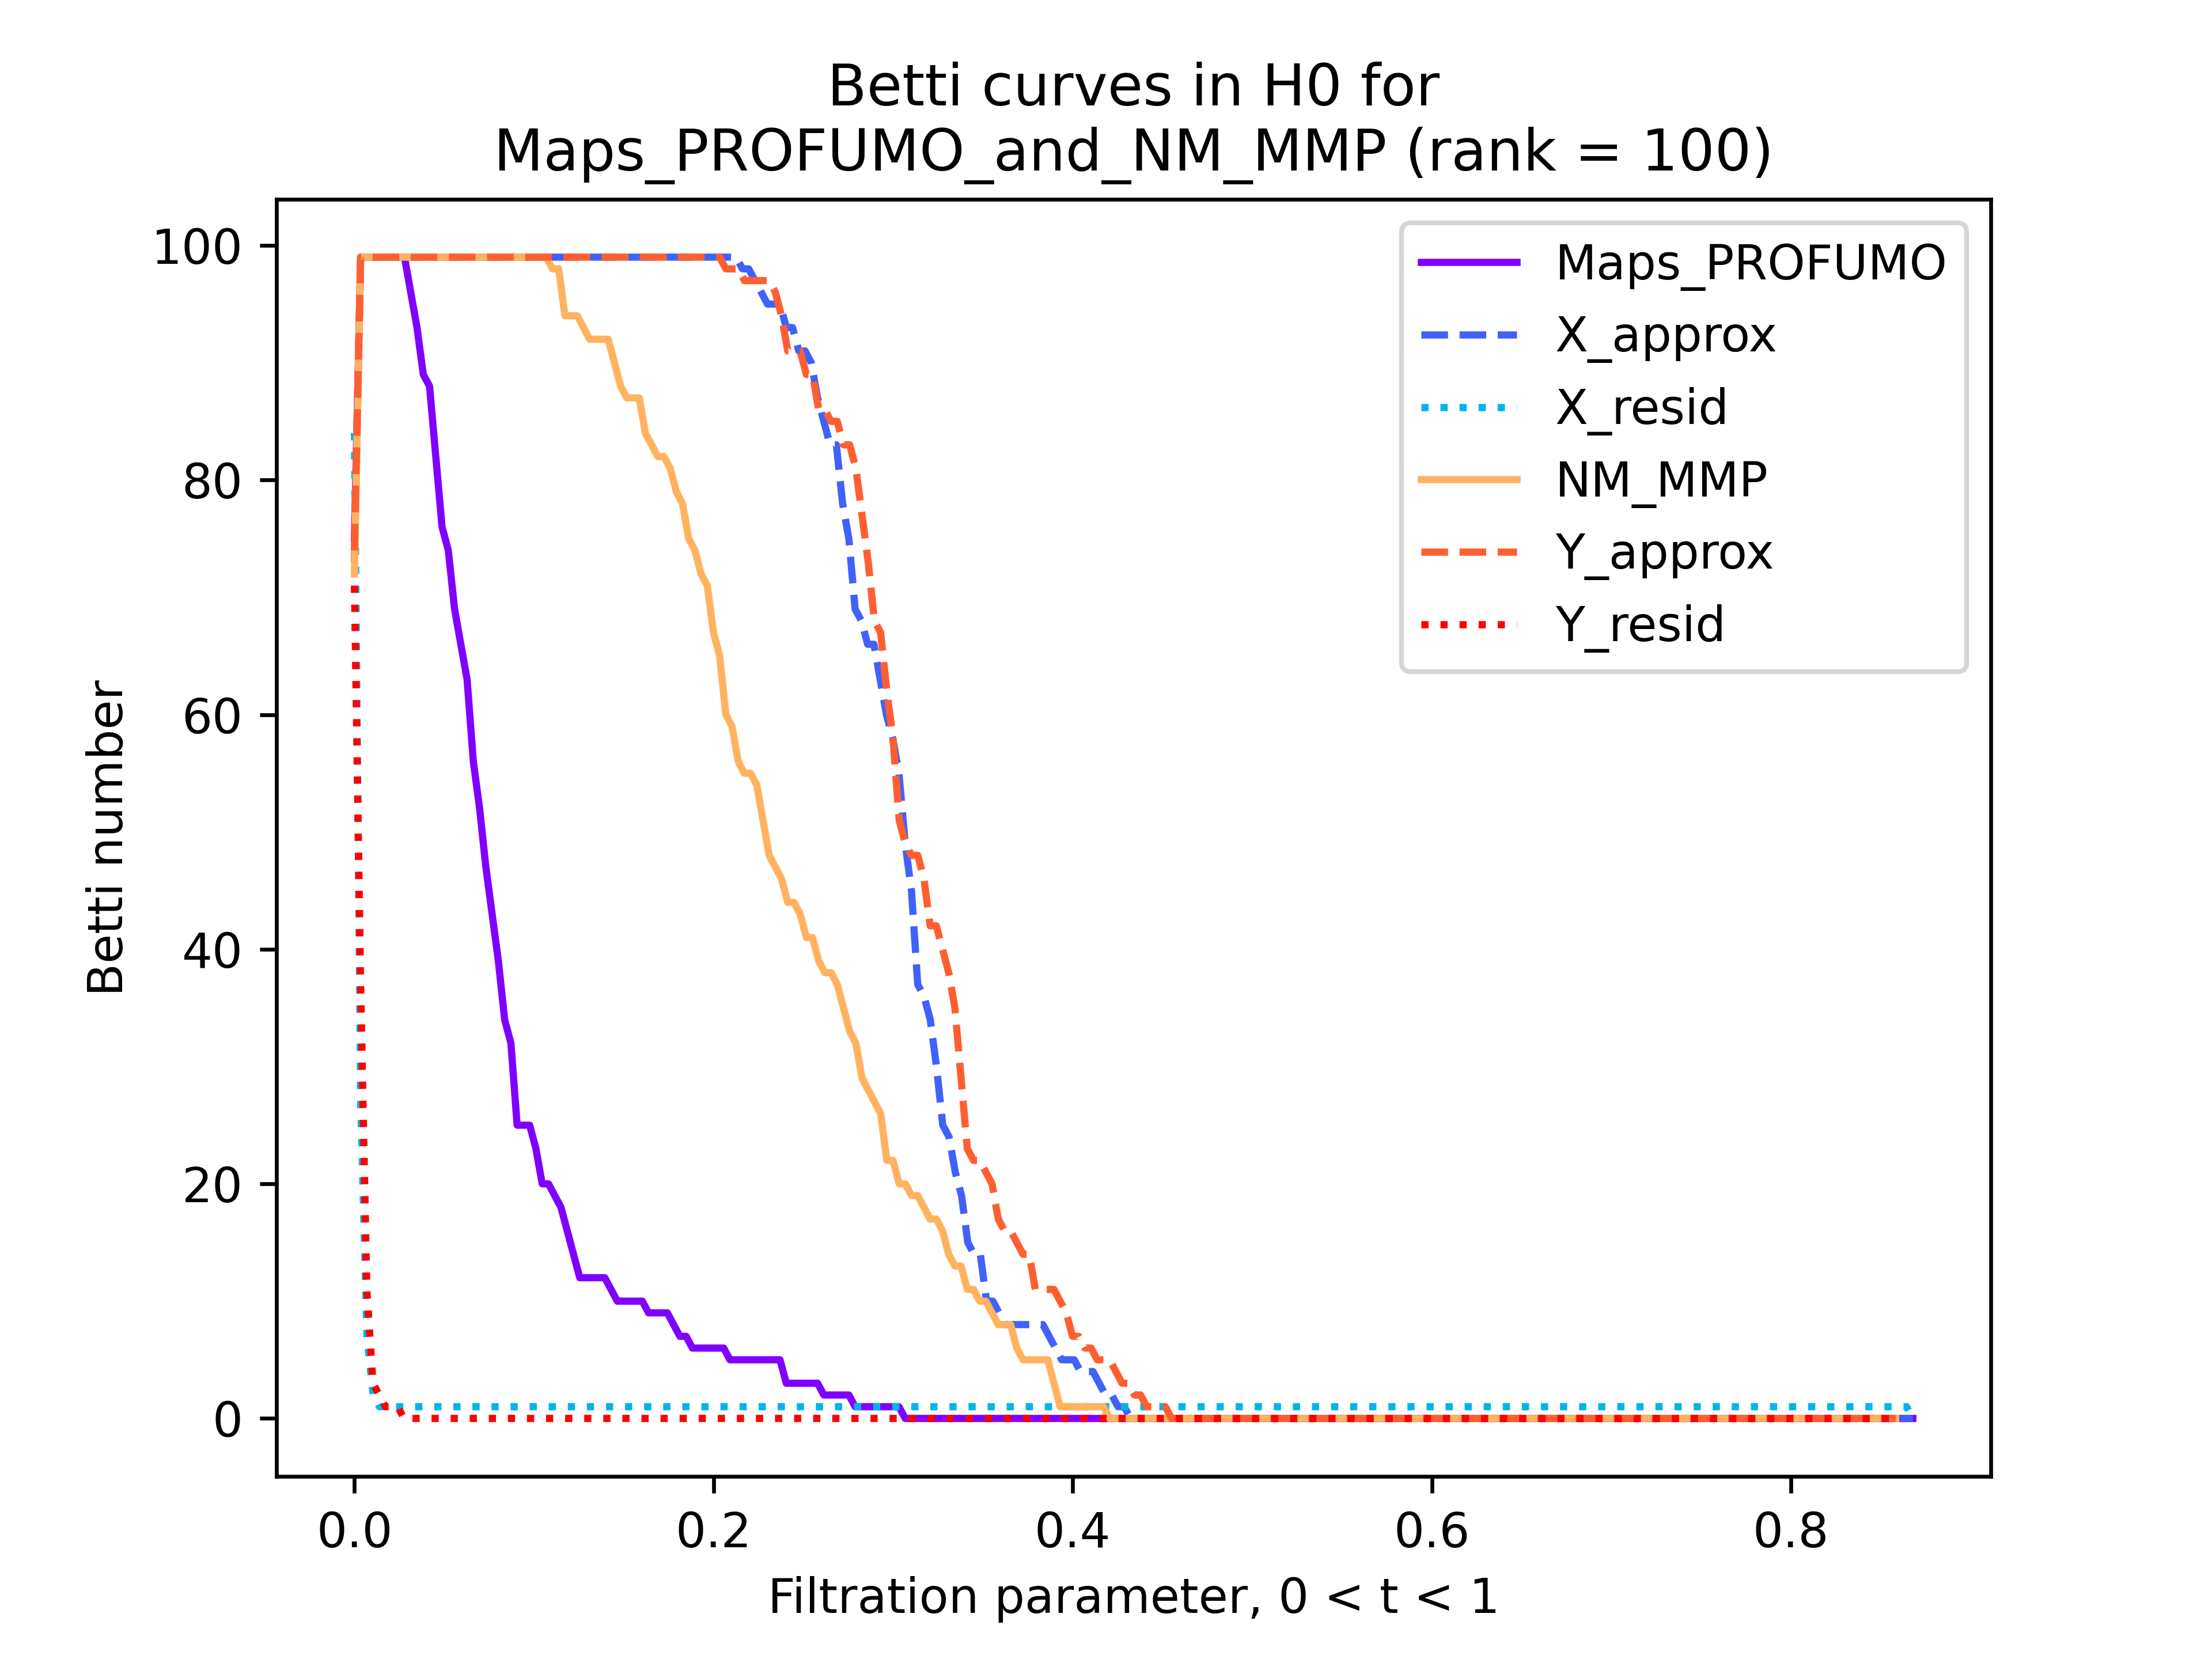 Betti curves in H0 for
Maps_PROFUMO_and_NM_MMP (rank = 100)
Betti number
100
80
60
40
20
0
Maps_PROFUMO
X_approx
X_resid
NM_MMP
Y_approx
Y_resid
0.0 0.2 0.4 0.6 0.8
Filtration parameter, 0 < t < 1